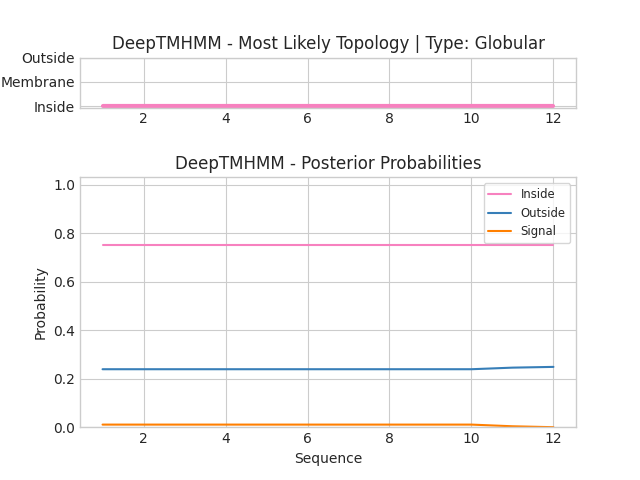 DeepTMHMM - Most Likely Topology | Type: Globular
Outside
Membrane
Inside
2 4 6 8 10 12
DeepTMHMM - Posterior Probabilities
1.0
0.8
0.6
0.4
0.2
0.0
Probability
Inside
Outside
Signal
2 4 6 8 10 12
Sequence